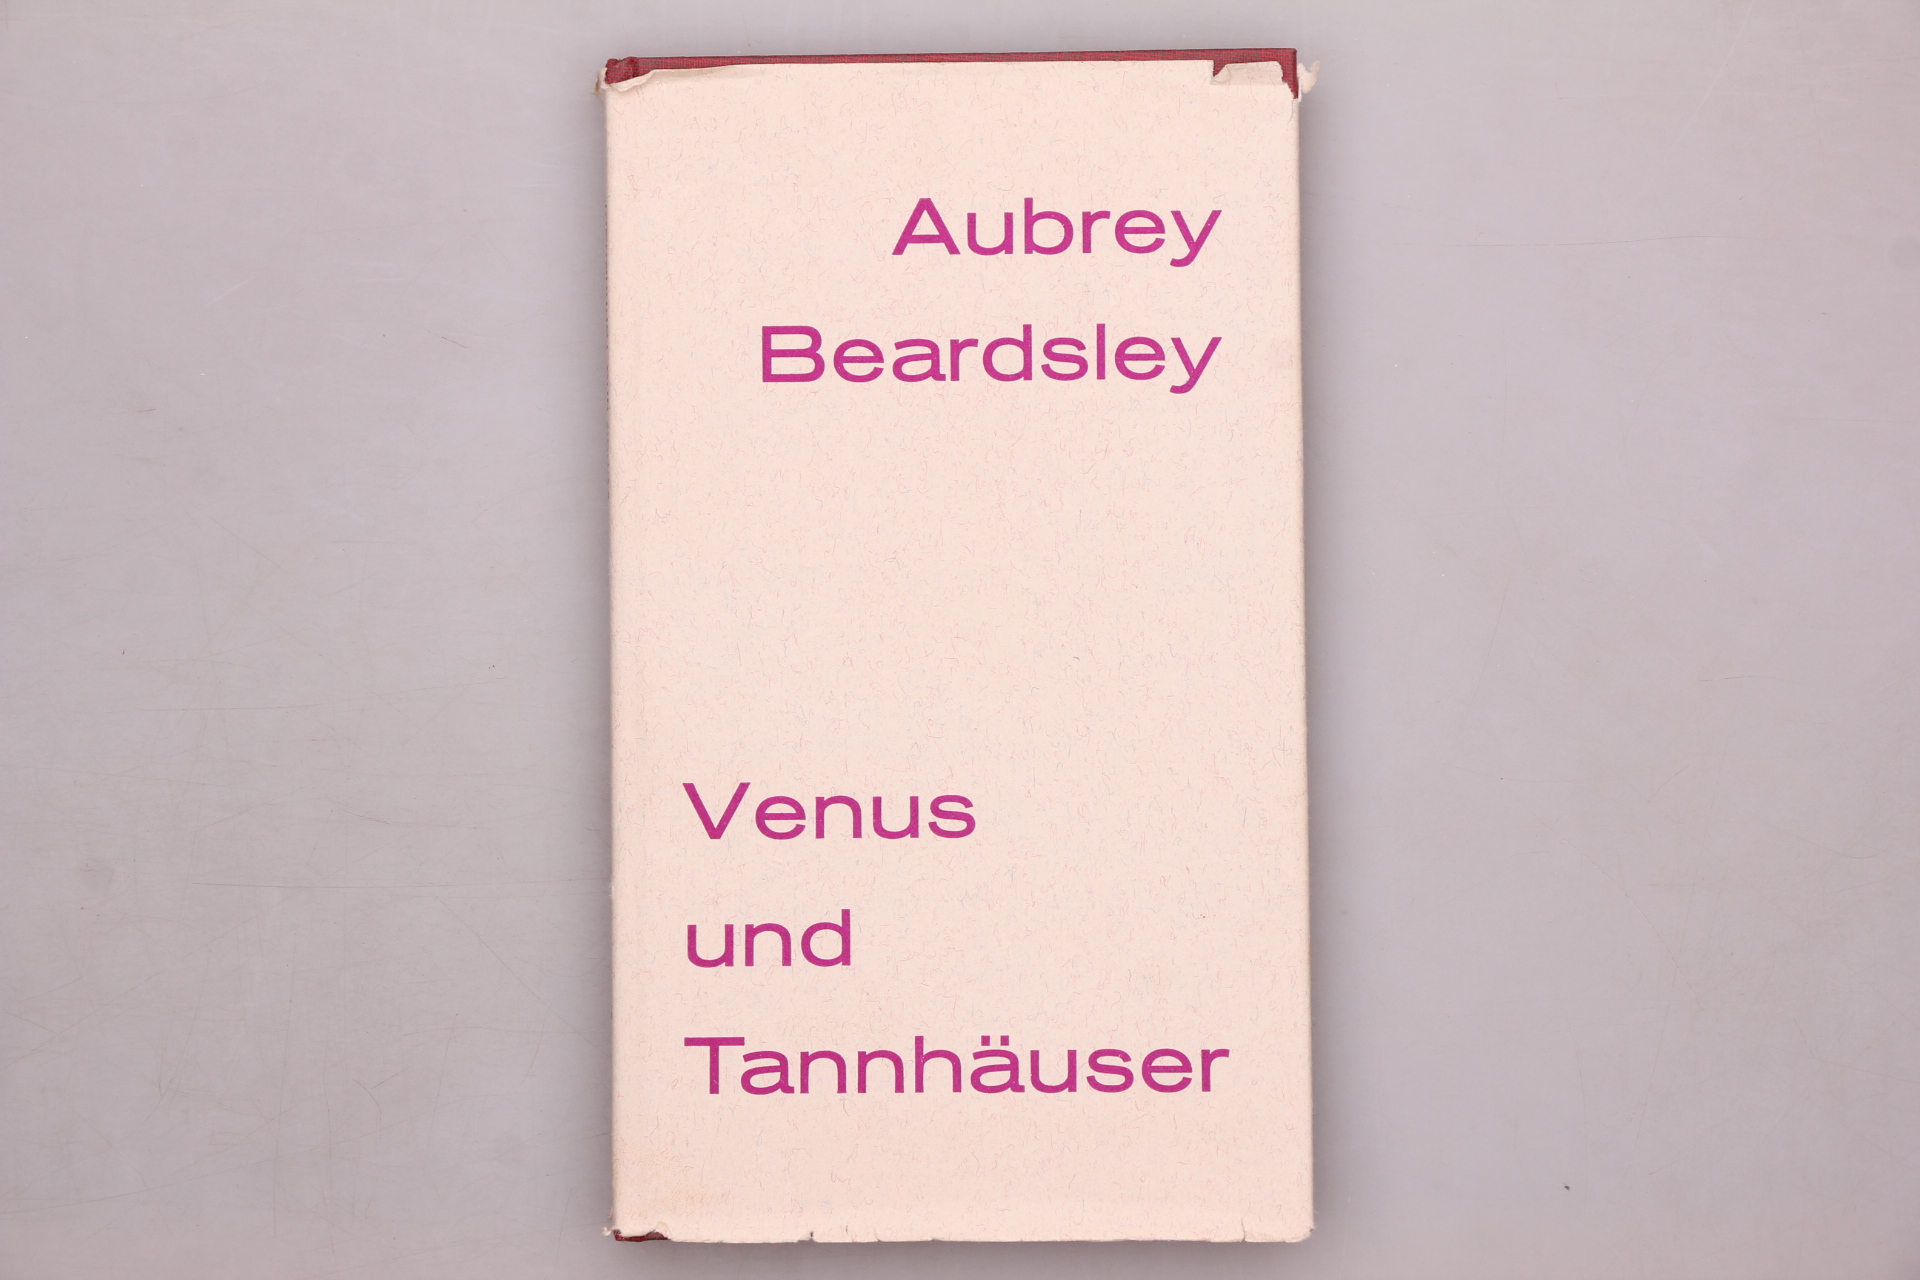 Aubrey
Beardsley
Venus
und
Tannhäuser